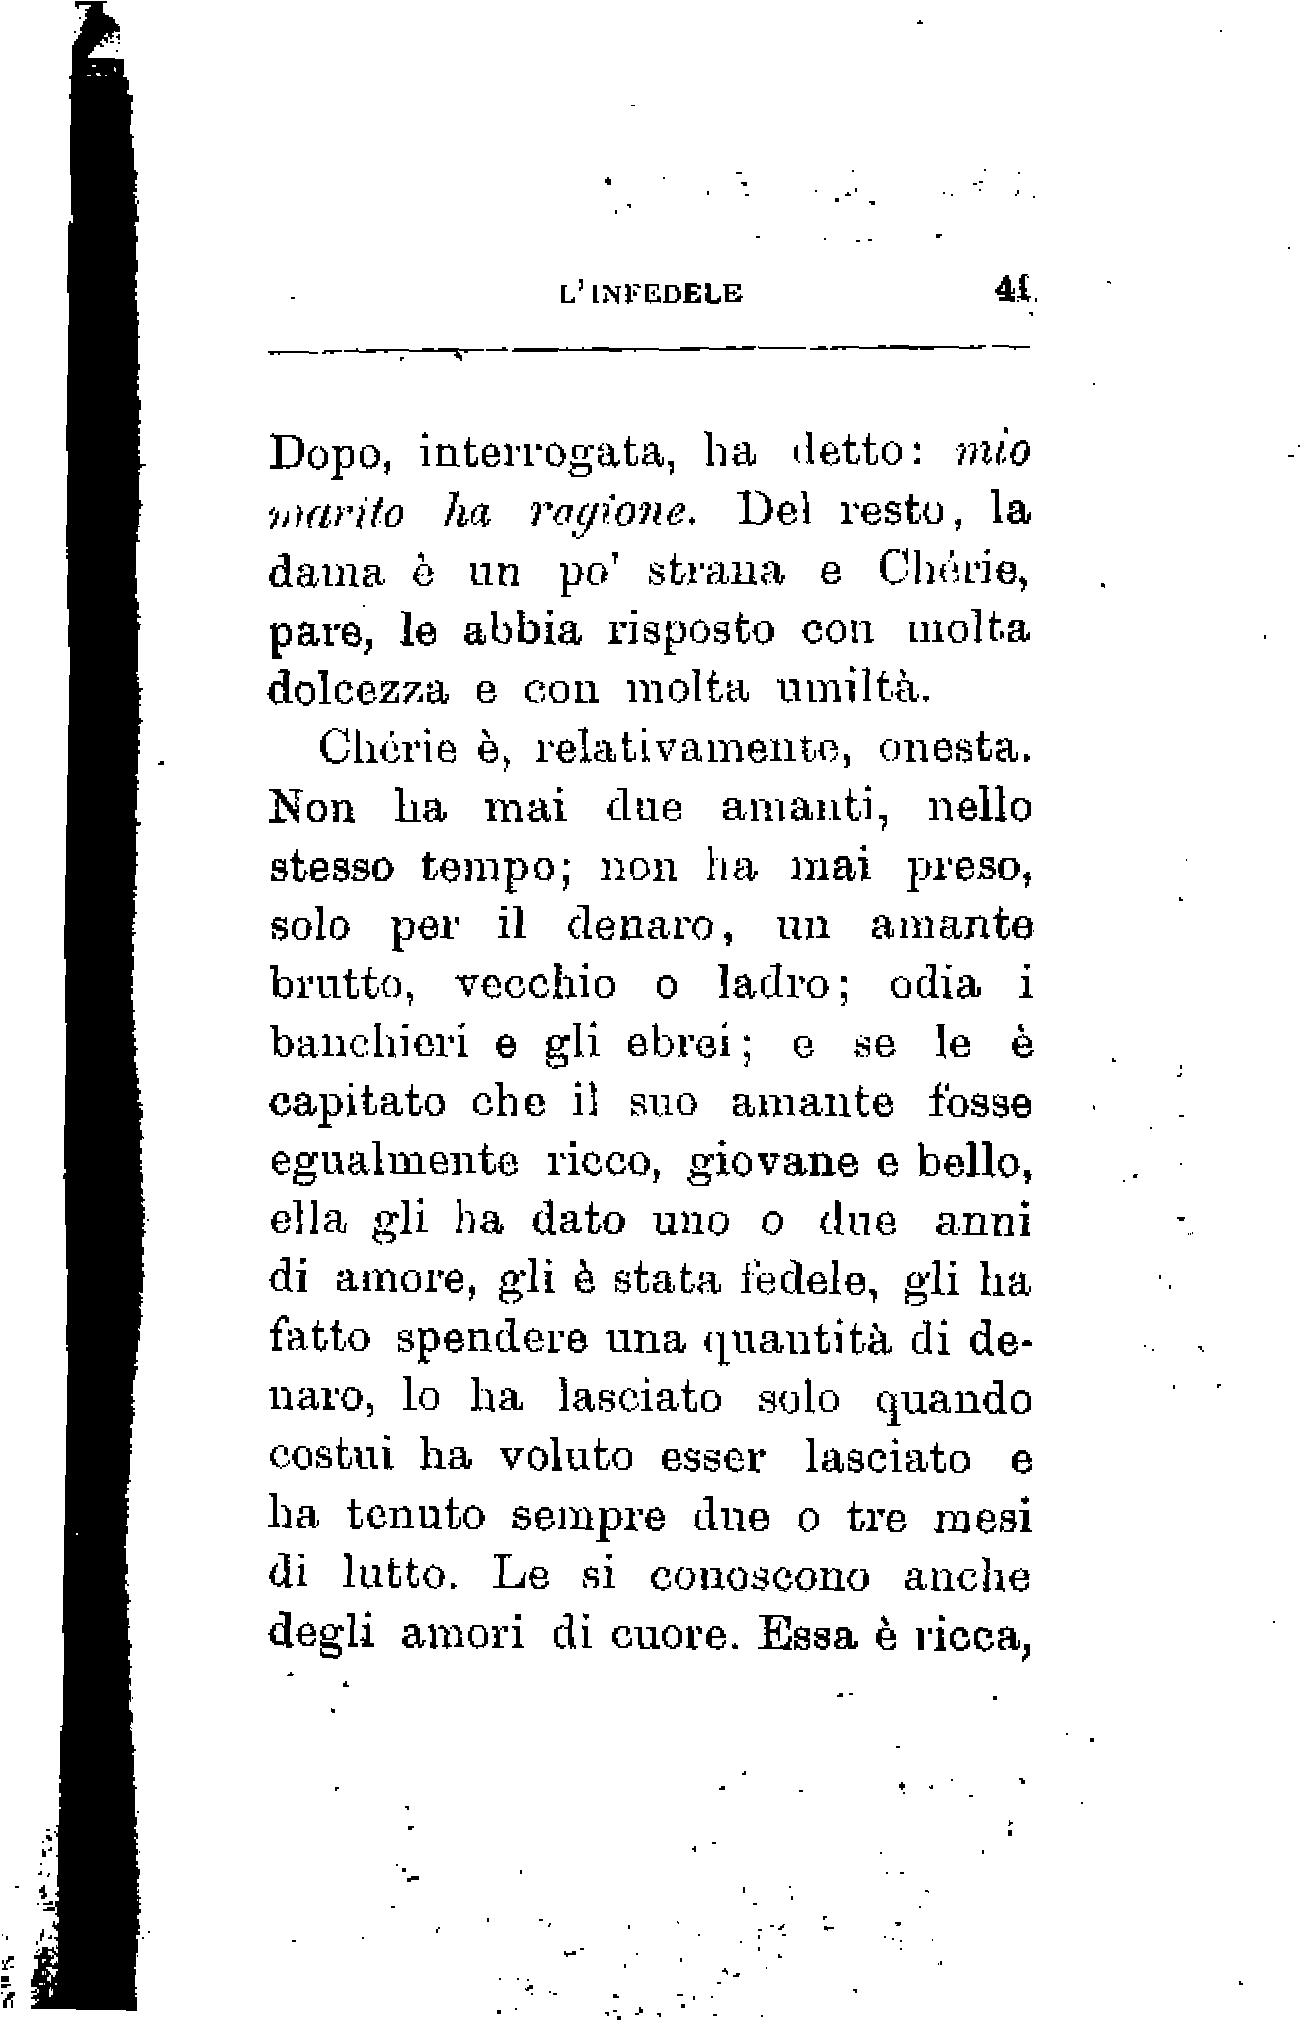 L'INFEDELE 41
Dopo, interrogata, ha detto: mio
marito ha ragione. Del resto, la
dama è un po' strana e Chérie,
pare, le abbia risposto con molta
dolcezza e con molta umiltà.
Chérie è, relativamente, onesta.
Non ha mai due amanti, nello
stesso tempo; non ha mai preso,
solo per il denaro, un amante
brutto, vecchio o ladro; odia i
banchieri e gli ebrei; e se le è
capitato che il suo amante fosse
egualmente ricco, giovane e bello,
ella gli ha dato uno o due anni
di amore, gli è stata fedele, gli ha
fatto spendere una quantità di de-
naro, lo ha lasciato solo quando
costui ha voluto esser lasciato e
ha tenuto sempre due o tre mesi
di lutto. Le si conoscono anche
degli amori di cuore. Essa è ricca,